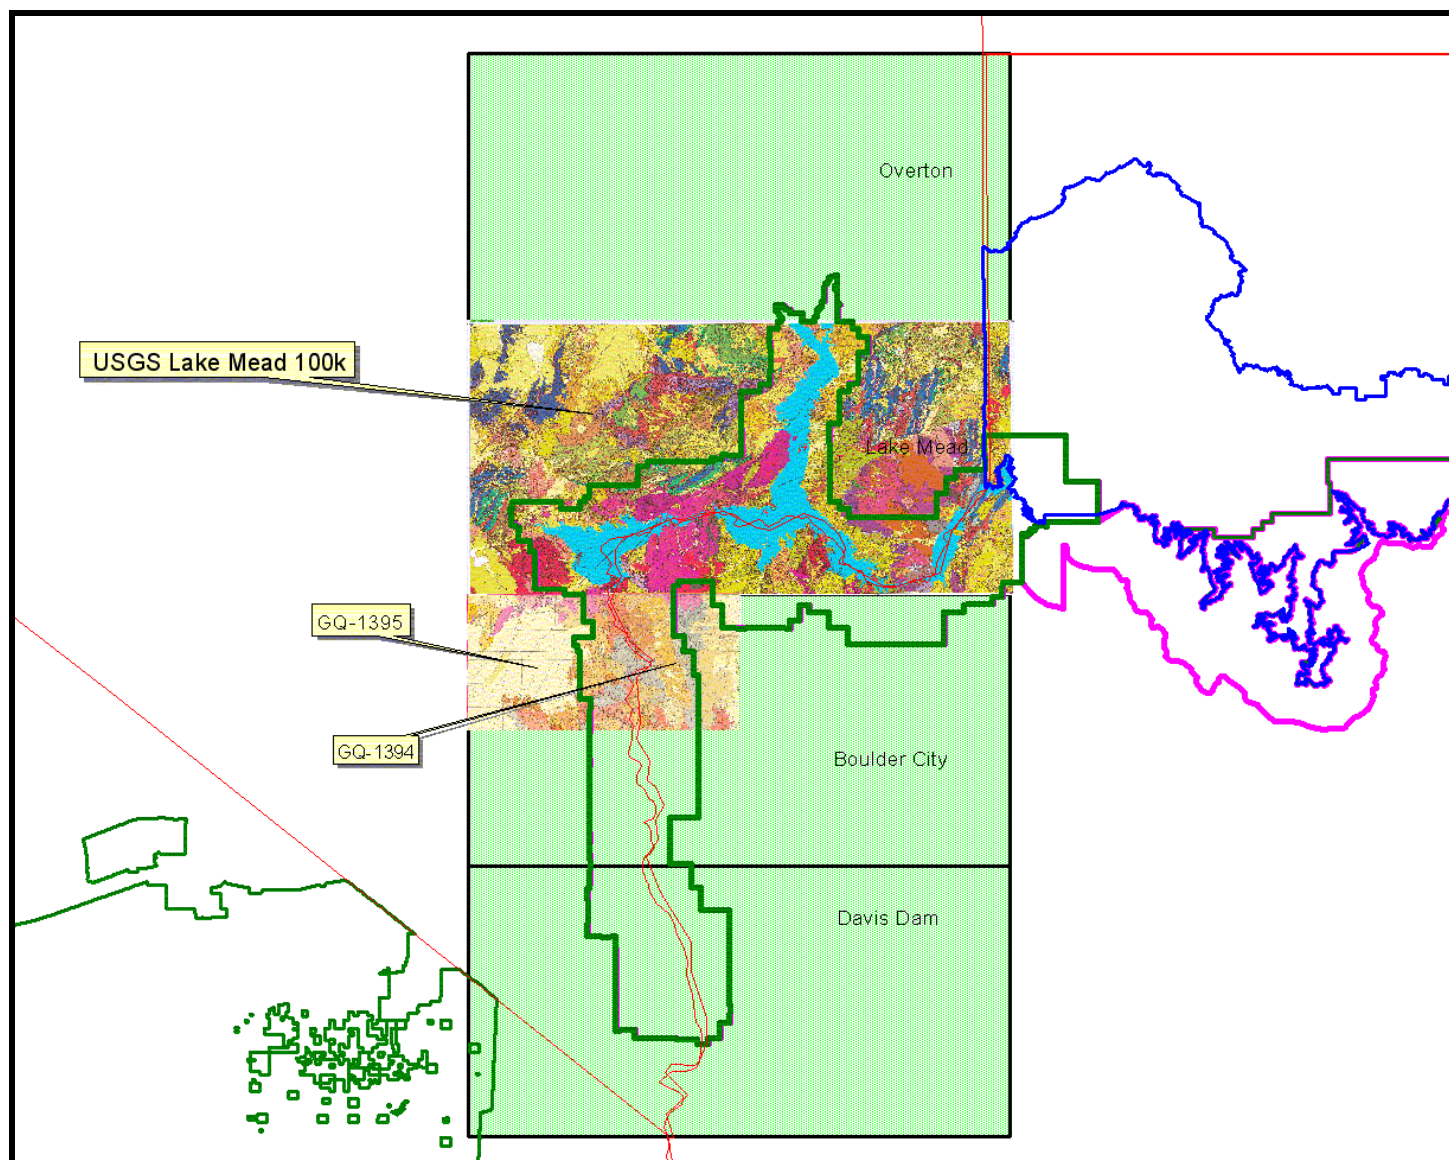 Overton
USGS Lake Mead 100k
Lake Mead
GQ-1395
GQ-1394
Boulder City
Davis Dam